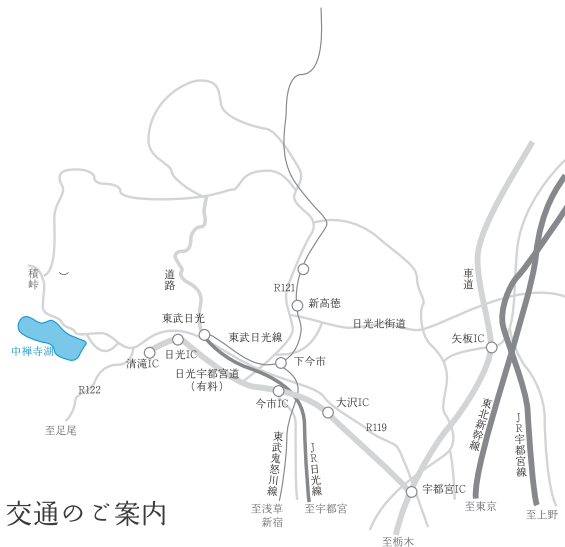 積
峠
道路
R121
新高徳
車道
日光北街道
東武日光
東武日光線
矢板IC
日光IC
下今市
清滝IC
中禅寺湖
日光宇都宮道
（有料）
R122
今市IC
大沢IC
R119
至足尾
東武鬼怒川線
JR日光線
東北新幹線
JR宇都宮線
宇都宮IC
至浅草
新宿
至宇都宮
至東京
至上野
至栃木
交通のご案内